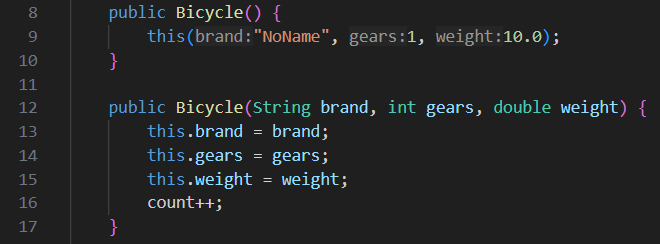 8 public Bicycle() {
9 this(brand:"NoName", gears:1, weight:10.0);
10 }
11
12 public Bicycle(String brand, int gears, double weight) {
13 this.brand = brand;
14 this.gears = gears;
15 this.weight = weight;
16 count++;
17 }